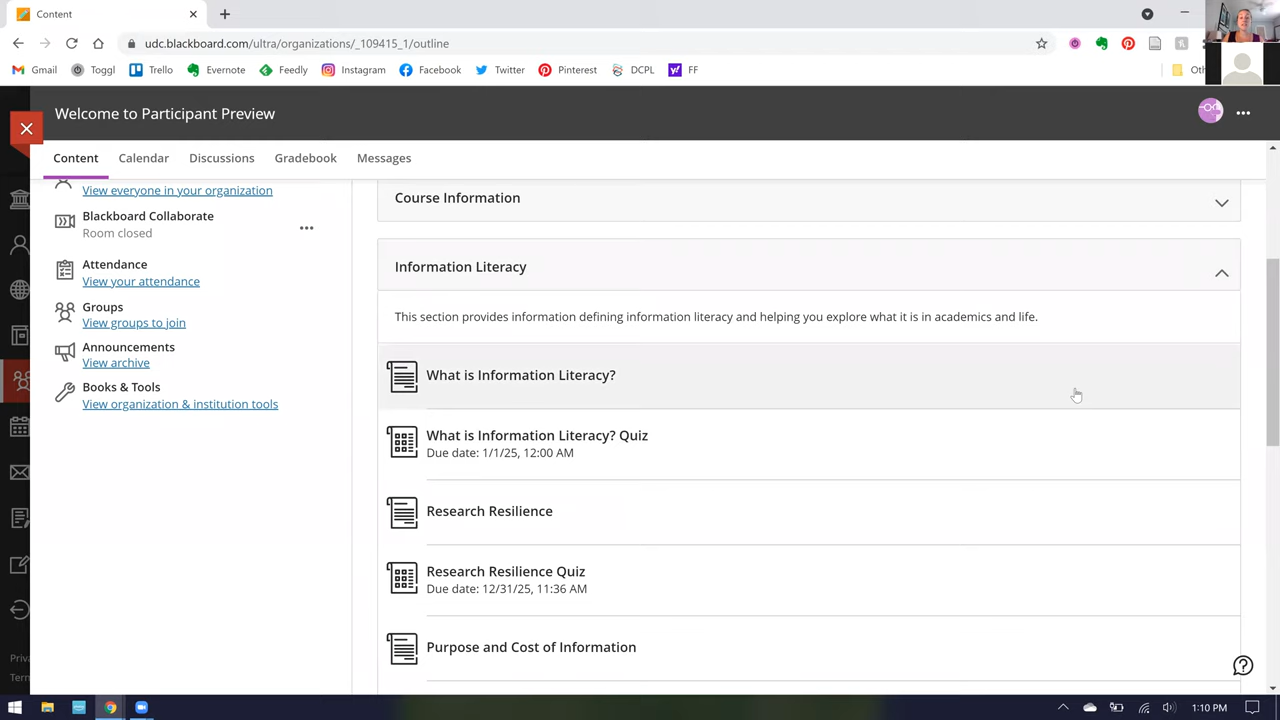 Content
udc.blackboard.com/ultra/organizations/_109415_1/outline
Gmail Toggl Trello Evernote Feedly Instagram Facebook Twitter Pinterest DCPL FF
Welcome to Participant Preview
Content Calendar Discussions Gradebook Messages
View everyone in your organization
Blackboard Collaborate
Room closed
Attendance
View your attendance
Groups
View groups to join
Announcements
View archive
Books & Tools
View organization & institution tools
Course Information
Information Literacy
This section provides information defining information literacy and helping you explore what it is in academics and life.
What is Information Literacy?
What is Information Literacy? Quiz
Due date: 1/1/25, 12:00 AM
Research Resilience
Research Resilience Quiz
Due date: 12/31/25, 11:36 AM
Purpose and Cost of Information
1:10 PM